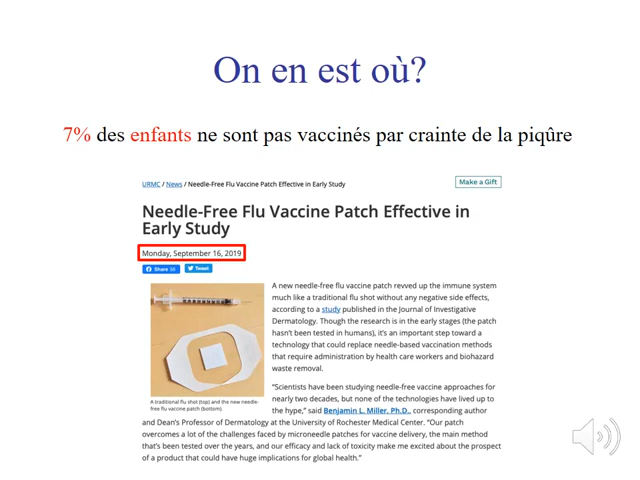 On en est où?
7% des enfants ne sont pas vaccinés par crainte de la piqûre
URMC / News / Needle-Free Flu Vaccine Patch Effective in Early Study
Make a Gift
Needle-Free Flu Vaccine Patch Effective in
Early Study
Monday, September 16, 2019
Share 56
Tweet
A new needle-free flu vaccine patch revved up the immune system
much like a traditional flu shot without any negative side effects,
according to a study published in the Journal of Investigative
Dermatology. Though the research is in the early stages (the patch
hasn't been tested in humans), it's an important step toward a
technology that could replace needle-based vaccination methods
that require administration by health care workers and biohazard
waste removal.
A traditional flu shot (top) and the new needle-
free flu vaccine patch (bottom).
"Scientists have been studying needle-free vaccine approaches for
nearly two decades, but none of the technologies have lived up to
the hype," said Benjamin L. Miller, Ph.D., corresponding author
and Dean's Professor of Dermatology at the University of Rochester Medical Center. "Our patch
overcomes a lot of the challenges faced by microneedle patches for vaccine delivery, the main method
that's been tested over the years, and our efficacy and lack of toxicity make me excited about the prospect
of a product that could have huge implications for global health."